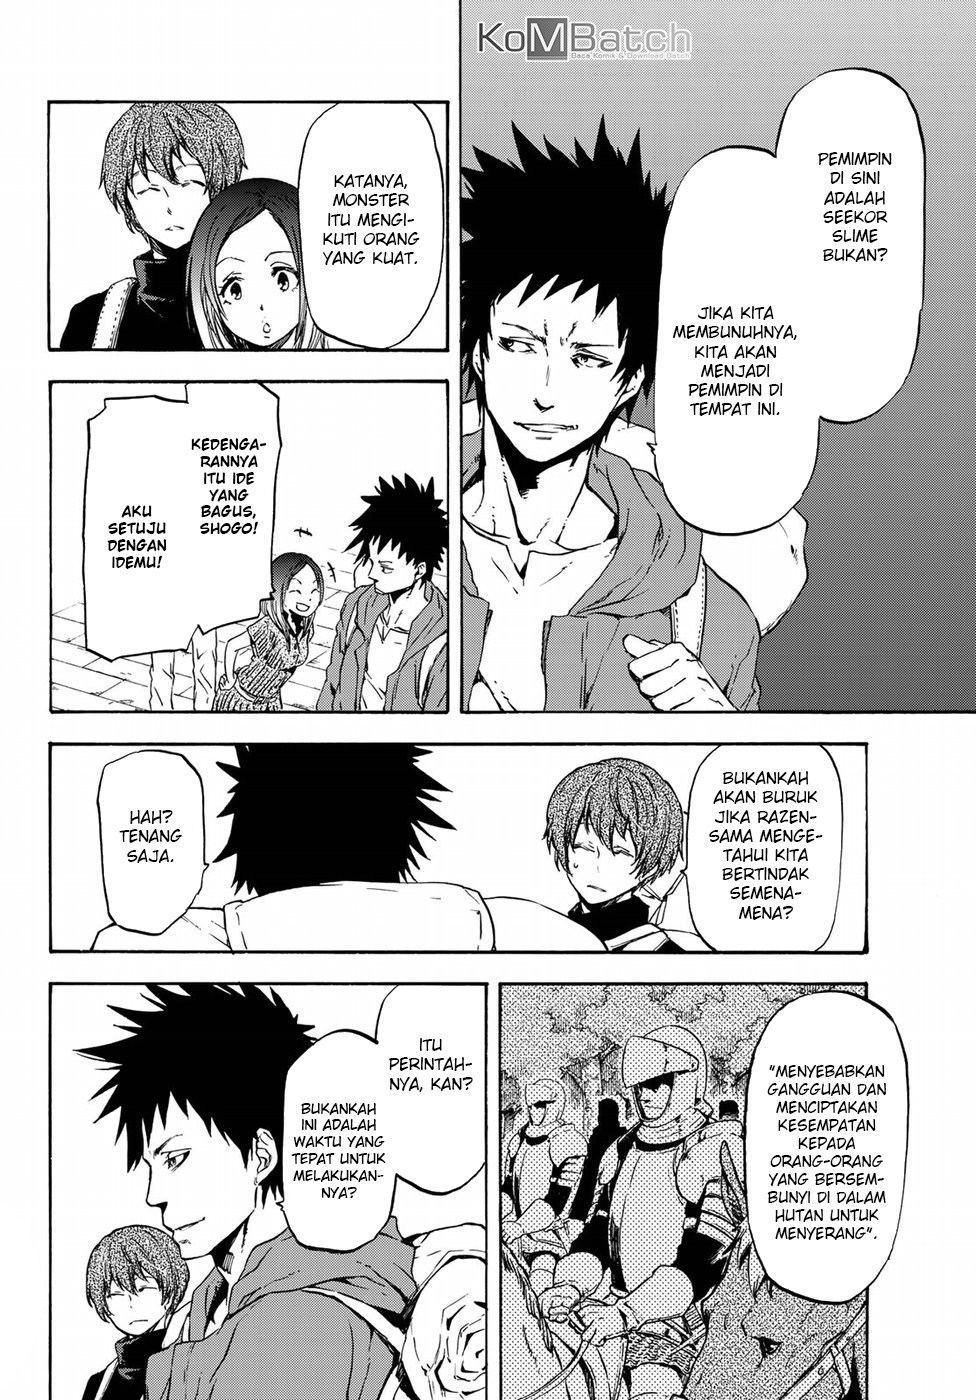 KoMBatch
Baca Komik & Download Batch
PEMIMPIN
DI SINI
ADALAH
SEEKOR
SLIME
BUKAN?
JIKA KITA
MEMBUNUHNYA,
KITA AKAN
MENJADI
PEMIMPIN DI
TEMPAT INI.
KATANYA,
MONSTER
ITU MENGI-
KUTI ORANG
YANG KUAT.
KEDENGA-
RANNYA
ITU IDE
YANG
BAGUS,
SHOGO!
AKU
SETUJU
DENGAN
IDEMU!
BUKANKAH
AKAN BURUK
JIKA RAZEN-
SAMA MENGE-
TAHUI KITA
BERTINDAK
SEMENA-
MENA?
HAH?
TENANG
SAJA.
"MENYEBABKAN
GANGGUAN DAN
MENCIPTAKAN
KESEMPATAN
KEPADA
ORANG-ORANG
YANG BERSEM-
BUNYI DI DALAM
HUTAN UNTUK
MENYERANG".
ITU
PERINTAH-
NYA, KAN?
BUKANKAH
INI ADALAH
WAKTU YANG
TEPAT UNTUK
MELAKUKAN-
NYA?